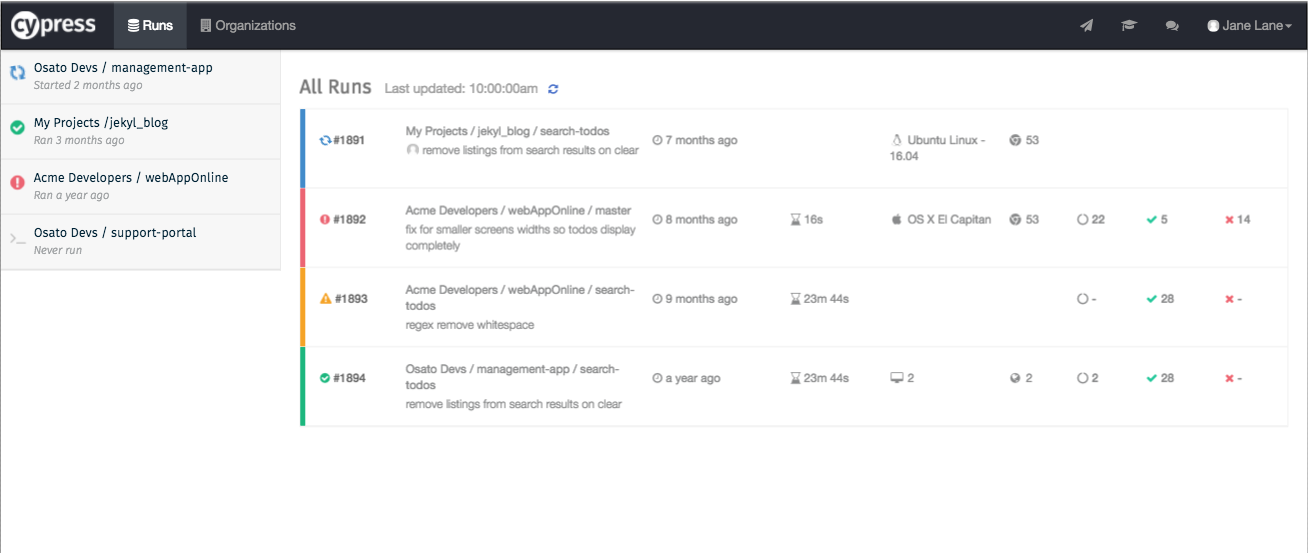 cypress Runs Organizations Jane Lane
Osato Devs / management-app
Started 2 months ago
My Projects /jekyl_blog
Ran 3 months ago
Acme Developers / webAppOnline
Ran a year ago
Osato Devs / support-portal
Never run
All Runs Last updated: 10:00:00am
#1891 My Projects / jekyl_blog / search-todos 7 months ago Ubuntu Linux - 53
remove listings from search results on clear 16.04
#1892 Acme Developers / webAppOnline / master 8 months ago 16s OS X El Capitan 53 22 5 14
fix for smaller screens widths so todos display
completely
#1893 Acme Developers / webAppOnline / search- 9 months ago 23m 44s - 28 -
todos
regex remove whitespace
#1894 Osato Devs / management-app / search- a year ago 23m 44s 2 2 2 28 -
todos
remove listings from search results on clear